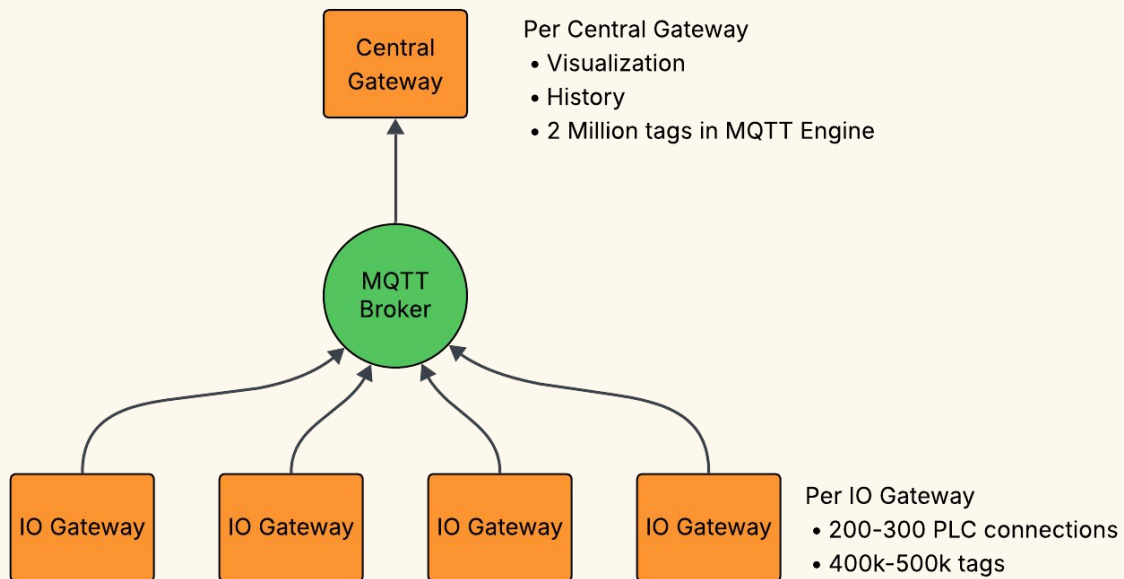 Central
Gateway
Per Central Gateway
• Visualization
• History
• 2 Million tags in MQTT Engine
MQTT
Broker
IO Gateway
IO Gateway
IO Gateway
IO Gateway
Per IO Gateway
• 200-300 PLC connections
• 400k-500k tags